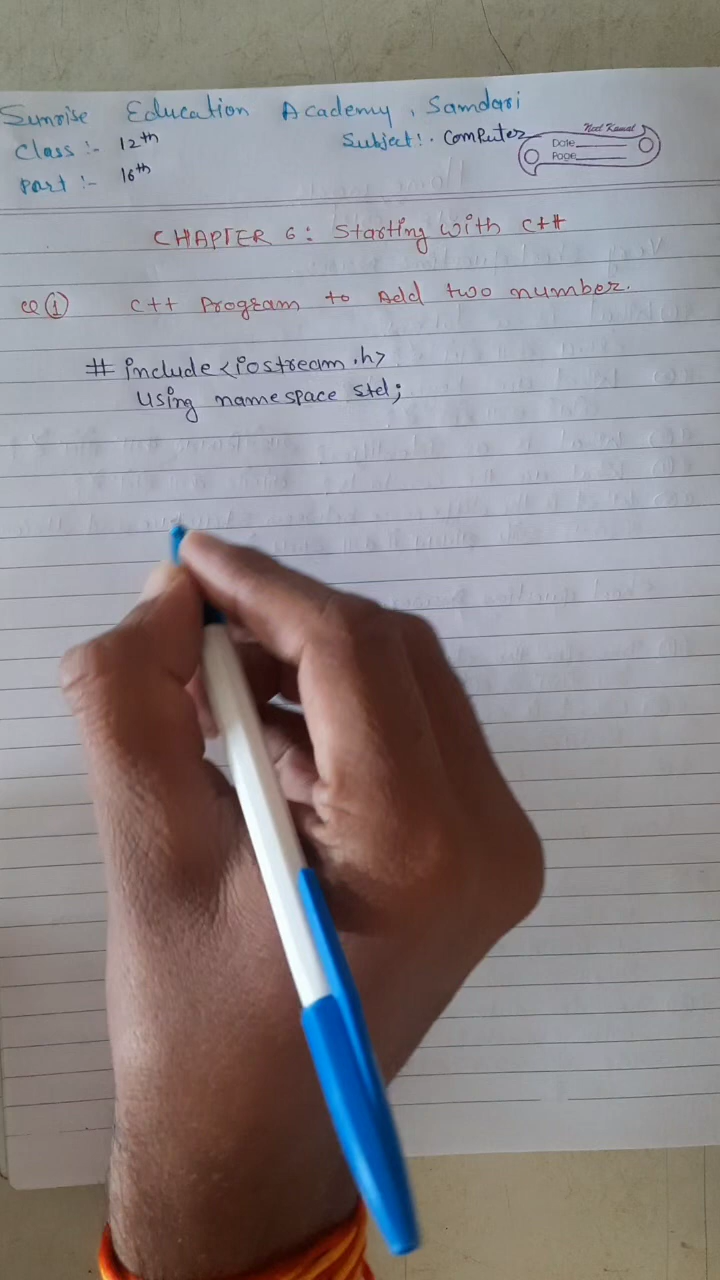 Sunrise Education Academy, Samdari
Class :- 12th Subject :- Computer
Neel Kamal
Date
Page
Part :- 16th
CHAPTER 6 : Starting with C++
Q (1) C++ Program to Add two number.
# include <iostream.h>
using namespace std;